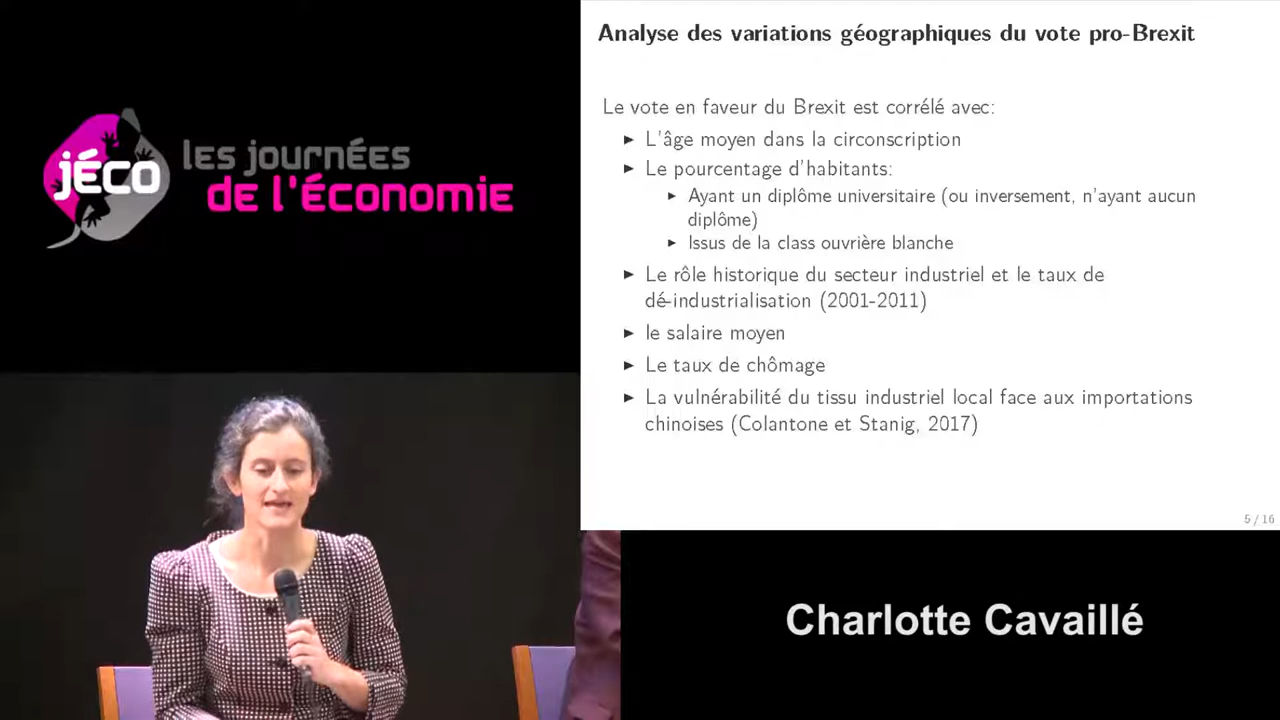 jéco
les journées
de l'économie
Analyse des variations géographiques du vote pro-Brexit
Le vote en faveur du Brexit est corrélé avec:
► L'âge moyen dans la circonscription
► Le pourcentage d'habitants:
► Ayant un diplôme universitaire (ou inversement, n'ayant aucun
diplôme)
► Issus de la class ouvrière blanche
► Le rôle historique du secteur industriel et le taux de
dé-industrialisation (2001-2011)
► le salaire moyen
► Le taux de chômage
► La vulnérabilité du tissu industriel local face aux importations
chinoises (Colantone et Stanig, 2017)
5 / 16
Charlotte Cavaillé